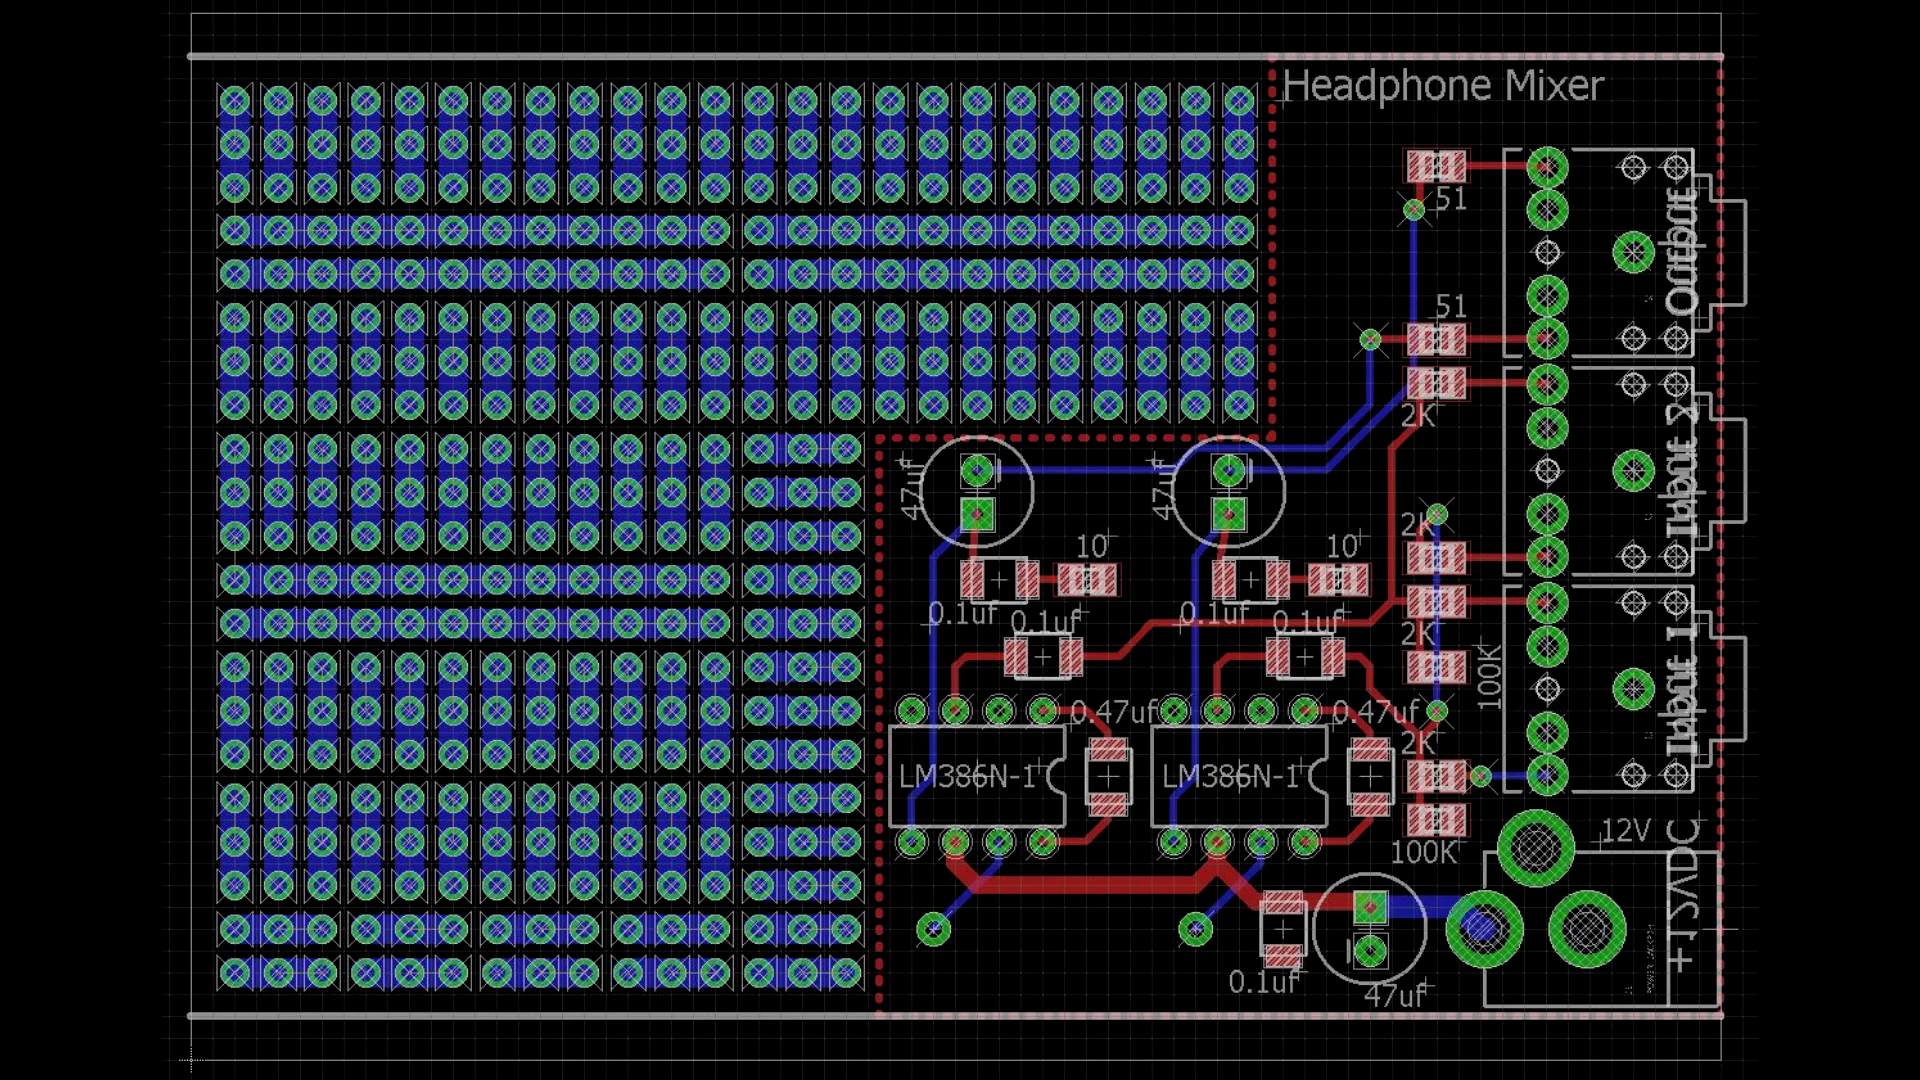 Headphone Mixer
51
Output
51
2K
Input 2
47uf
47uf
2K
10
10
0.1uf
0.1uf
0.1uf
0.1uf
2K
100K
Input 1
0.47uf
0.47uf
2K
LM386N-1
LM386N-1
12V
100K
+12VDC
0.1uf
47uf